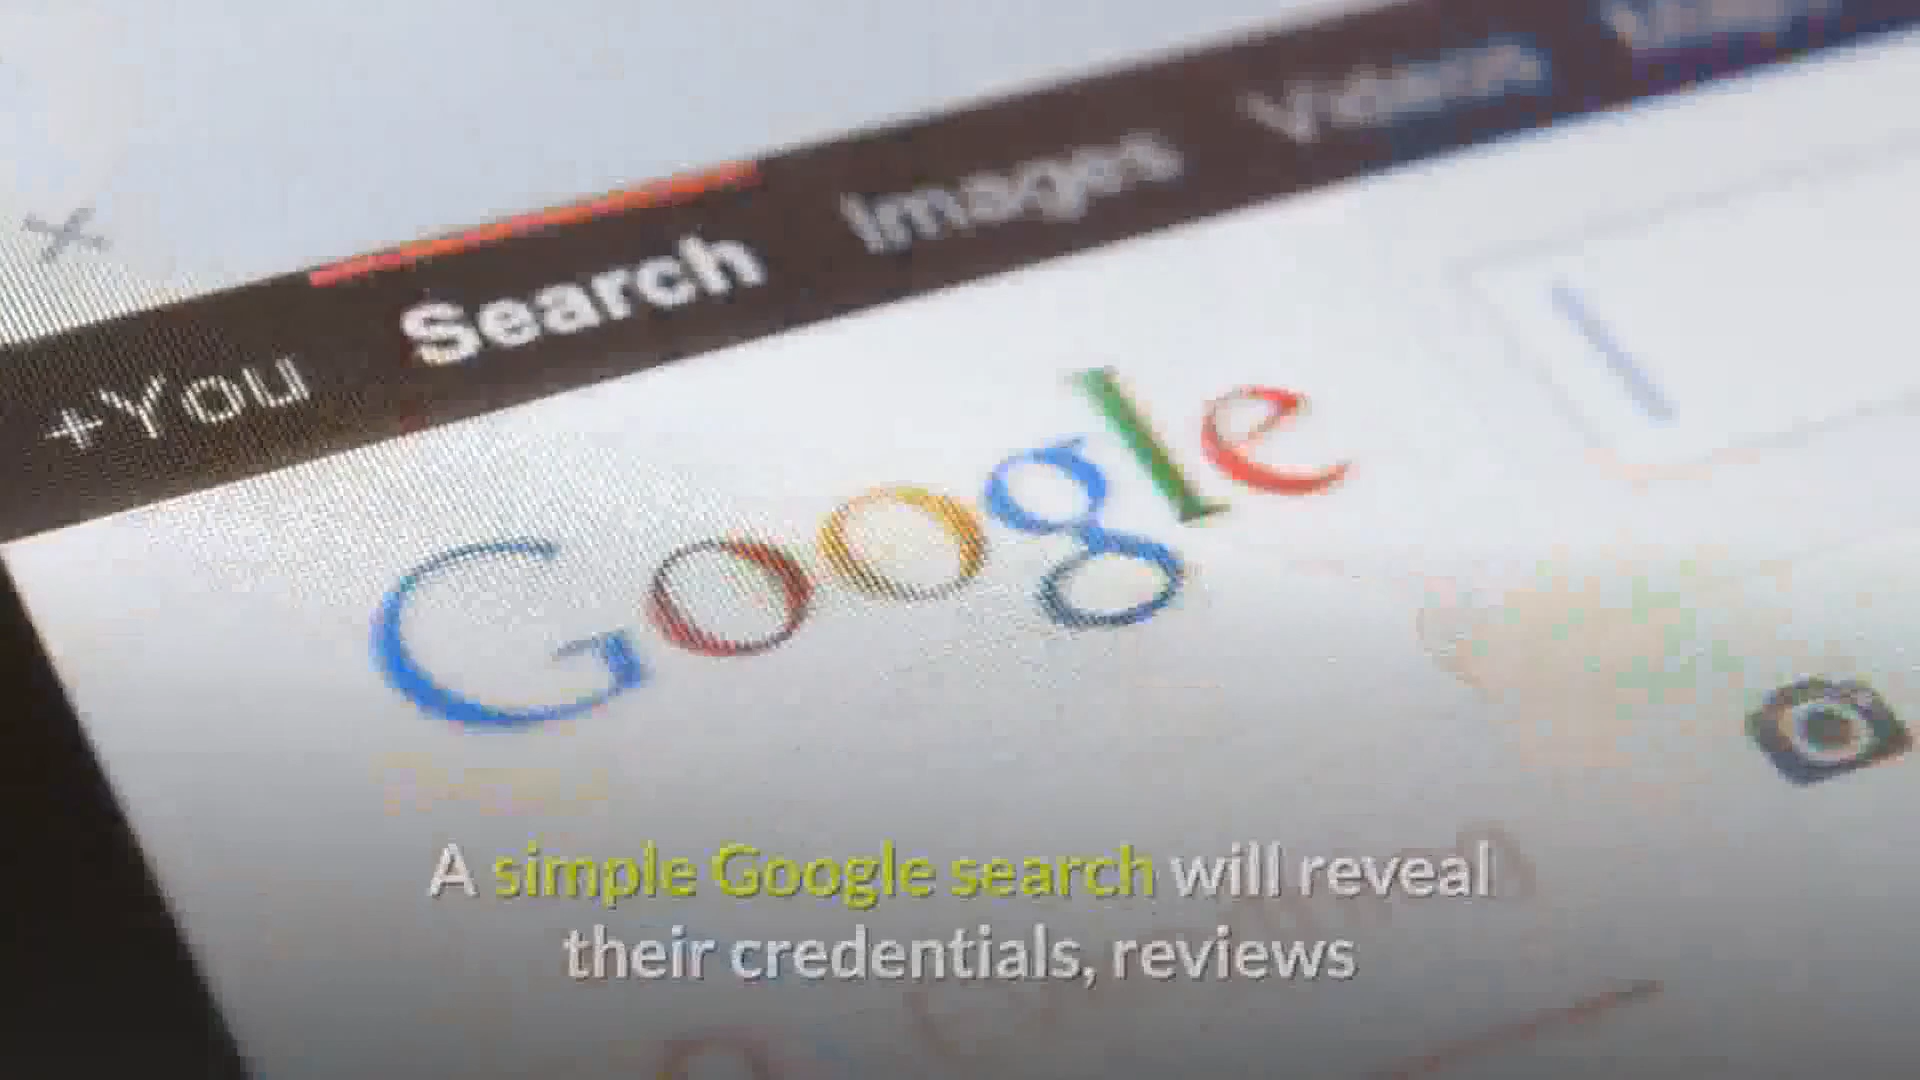 +You Search Images Videos
Google
A simple Google search will reveal
their credentials, reviews